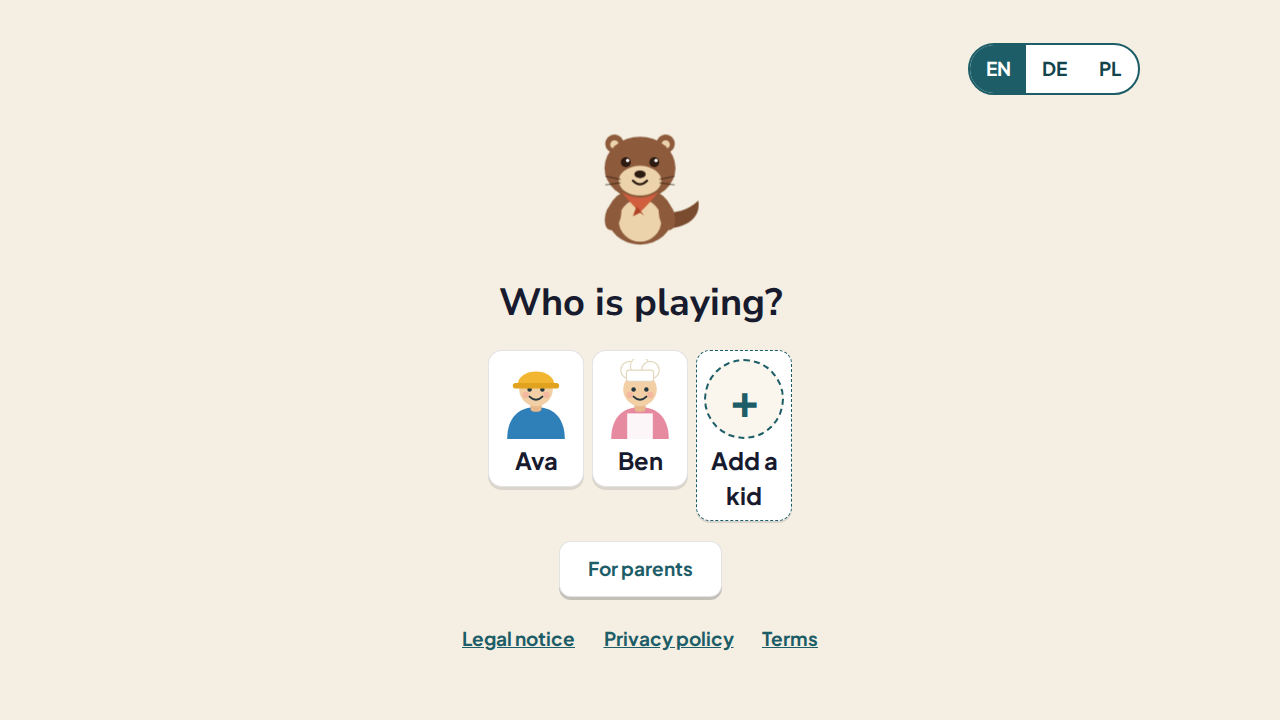 EN DE PL
Who is playing?
Ava
Ben
Add a
kid
For parents
Legal notice Privacy policy Terms